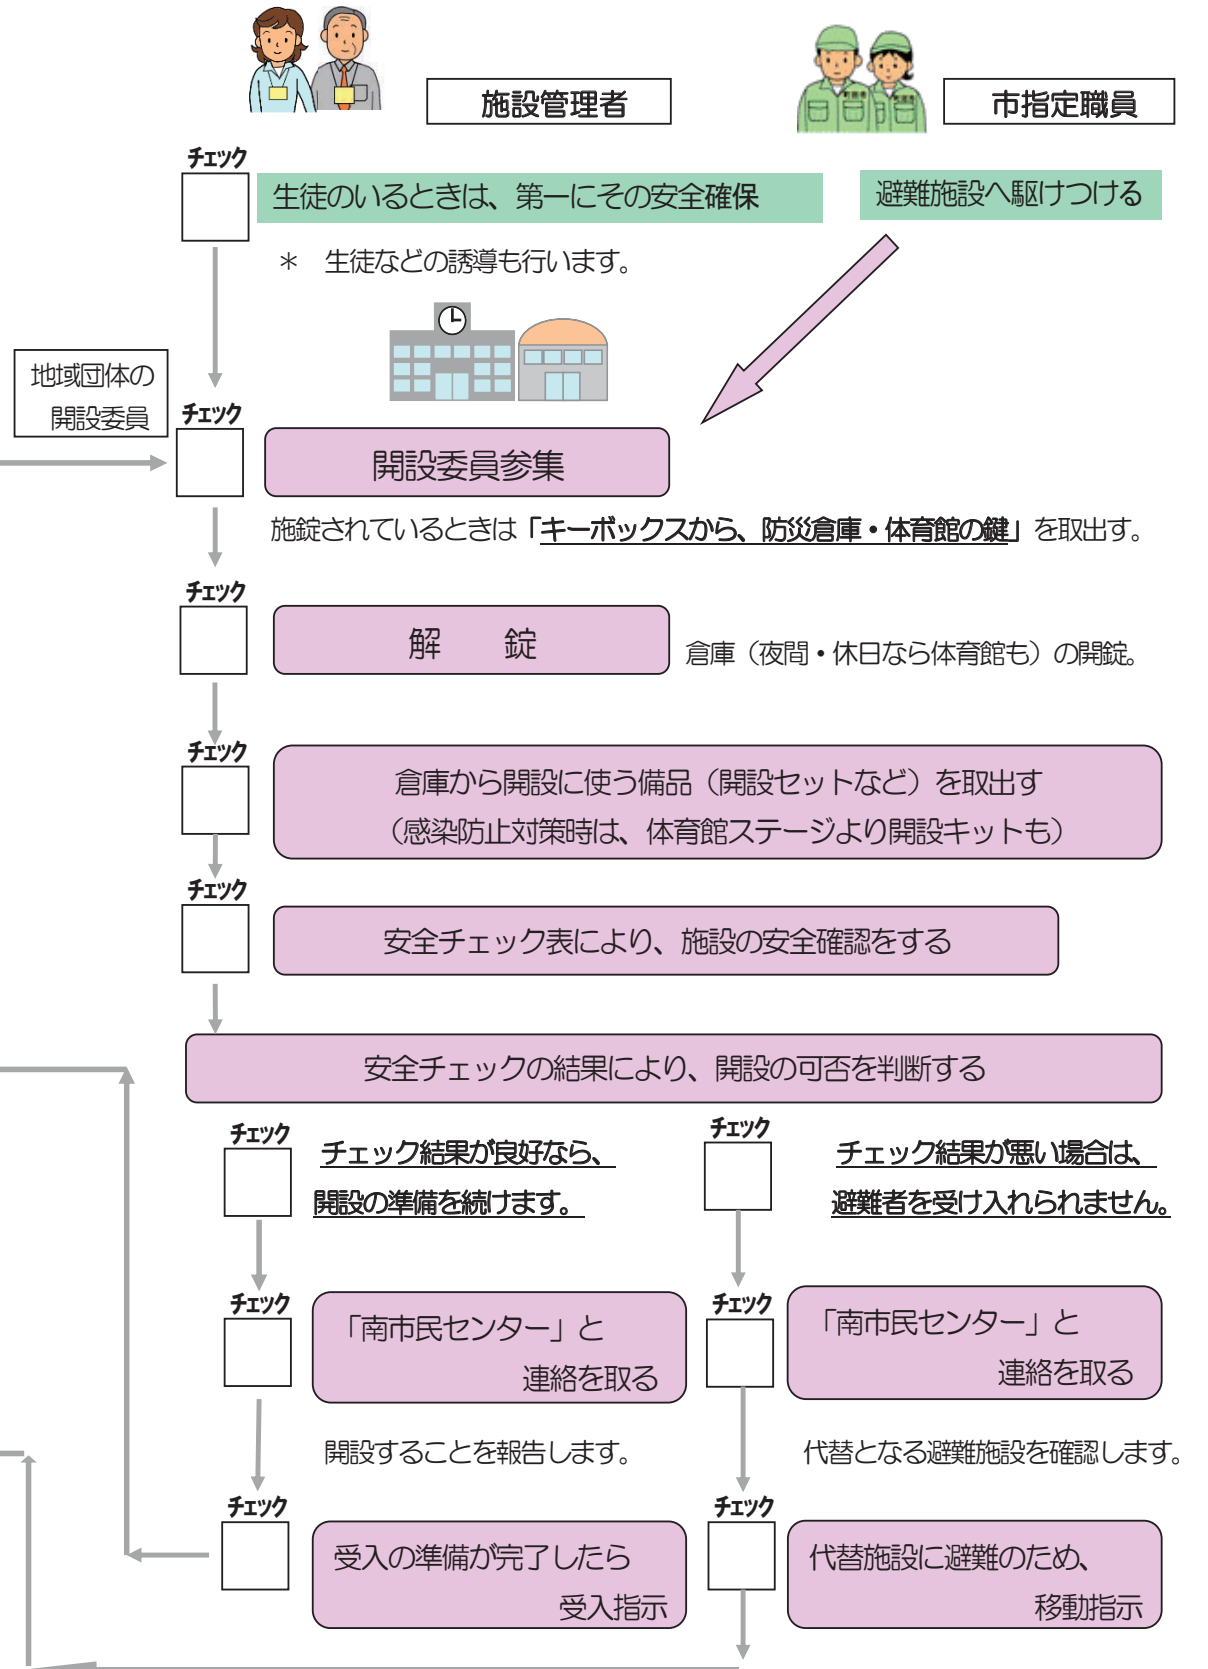 施設管理者
市指定職員
チェック
生徒のいるときは、第一にその安全確保
避難施設へ駆けつける
＊　生徒などの誘導も行います。
地域団体の
開設委員
チェック
開設委員参集
施錠されているときは「キーボックスから、防災倉庫・体育館の鍵」を取出す。
チェック
解　　錠
倉庫（夜間・休日なら体育館も）の開錠。
チェック
倉庫から開設に使う備品（開設セットなど）を取出す
（感染防止対策時は、体育館ステージより開設キットも）
チェック
安全チェック表により、施設の安全確認をする
安全チェックの結果により、開設の可否を判断する
チェック
チェック結果が良好なら、
開設の準備を続けます。
チェック
チェック結果が悪い場合は、
避難者を受け入れられません。
チェック
「南市民センター」と
連絡を取る
チェック
「南市民センター」と
連絡を取る
開設することを報告します。
代替となる避難施設を確認します。
チェック
受入の準備が完了したら
受入指示
チェック
代替施設に避難のため、
移動指示